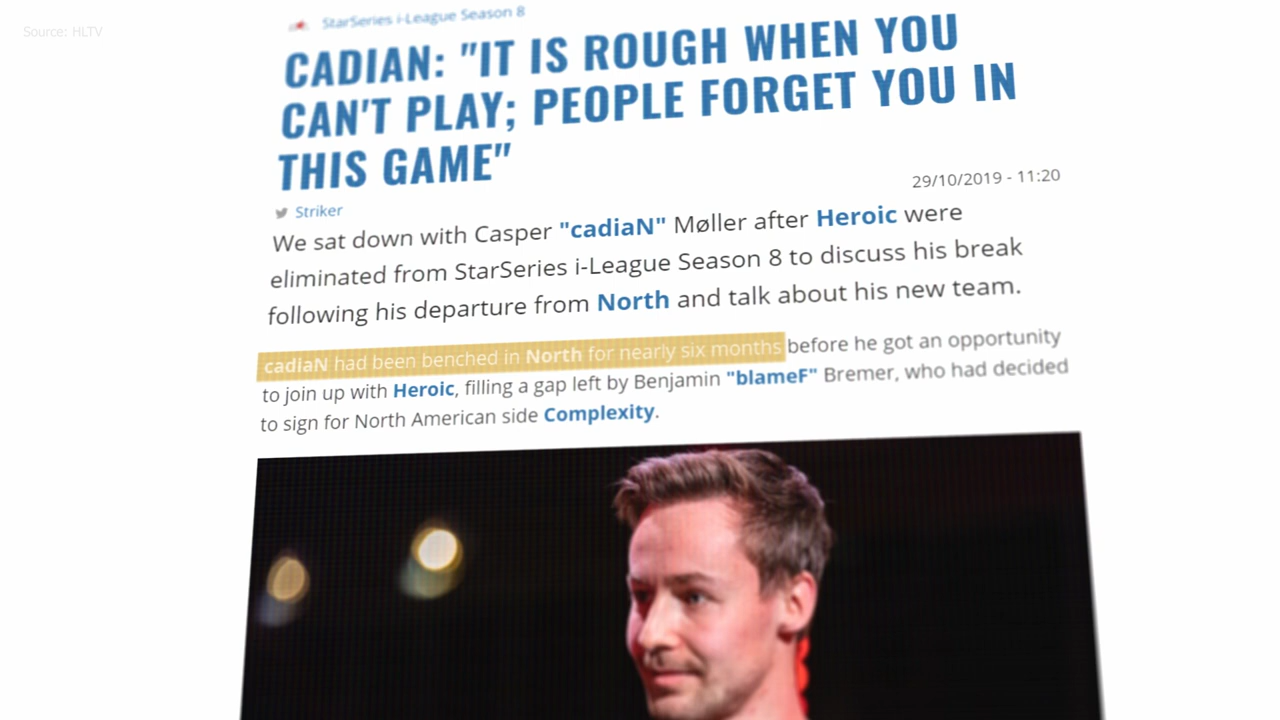 Source: HLTV
StarSeries i-League Season 8
CADIAN: "IT IS ROUGH WHEN YOU
CAN'T PLAY; PEOPLE FORGET YOU IN
THIS GAME"
29/10/2019 - 11:20
Striker
We sat down with Casper "cadiaN" Møller after Heroic were
eliminated from StarSeries i-League Season 8 to discuss his break
following his departure from North and talk about his new team.
cadiaN had been benched in North for nearly six months before he got an opportunity
to join up with Heroic, filling a gap left by Benjamin "blameF" Bremer, who had decided
to sign for North American side Complexity.